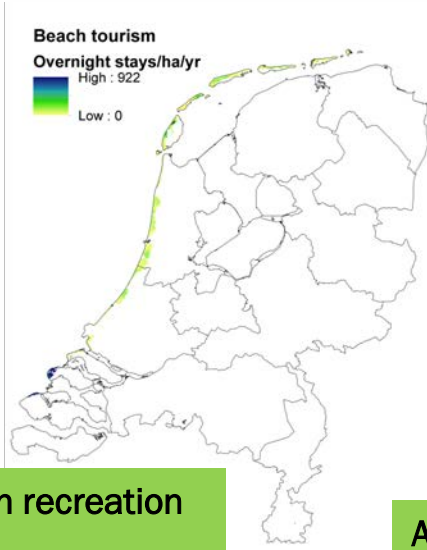 Beach tourism
Overnight stays/ha/yr
High : 922
Low : 0
recreation